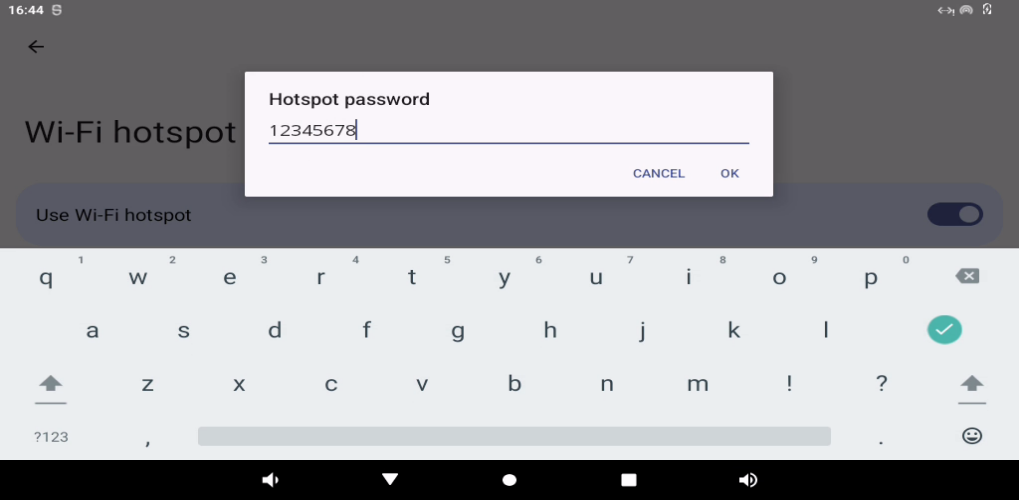 16:44
Hotspot password
Wi-Fi hotspot
12345678
CANCEL OK
Use Wi-Fi hotspot
1 2 3 4 5 6 7 8 9 0
q w e r t y u i o p
a s d f g h j k l
z x c v b n m ! ?
?123 , .